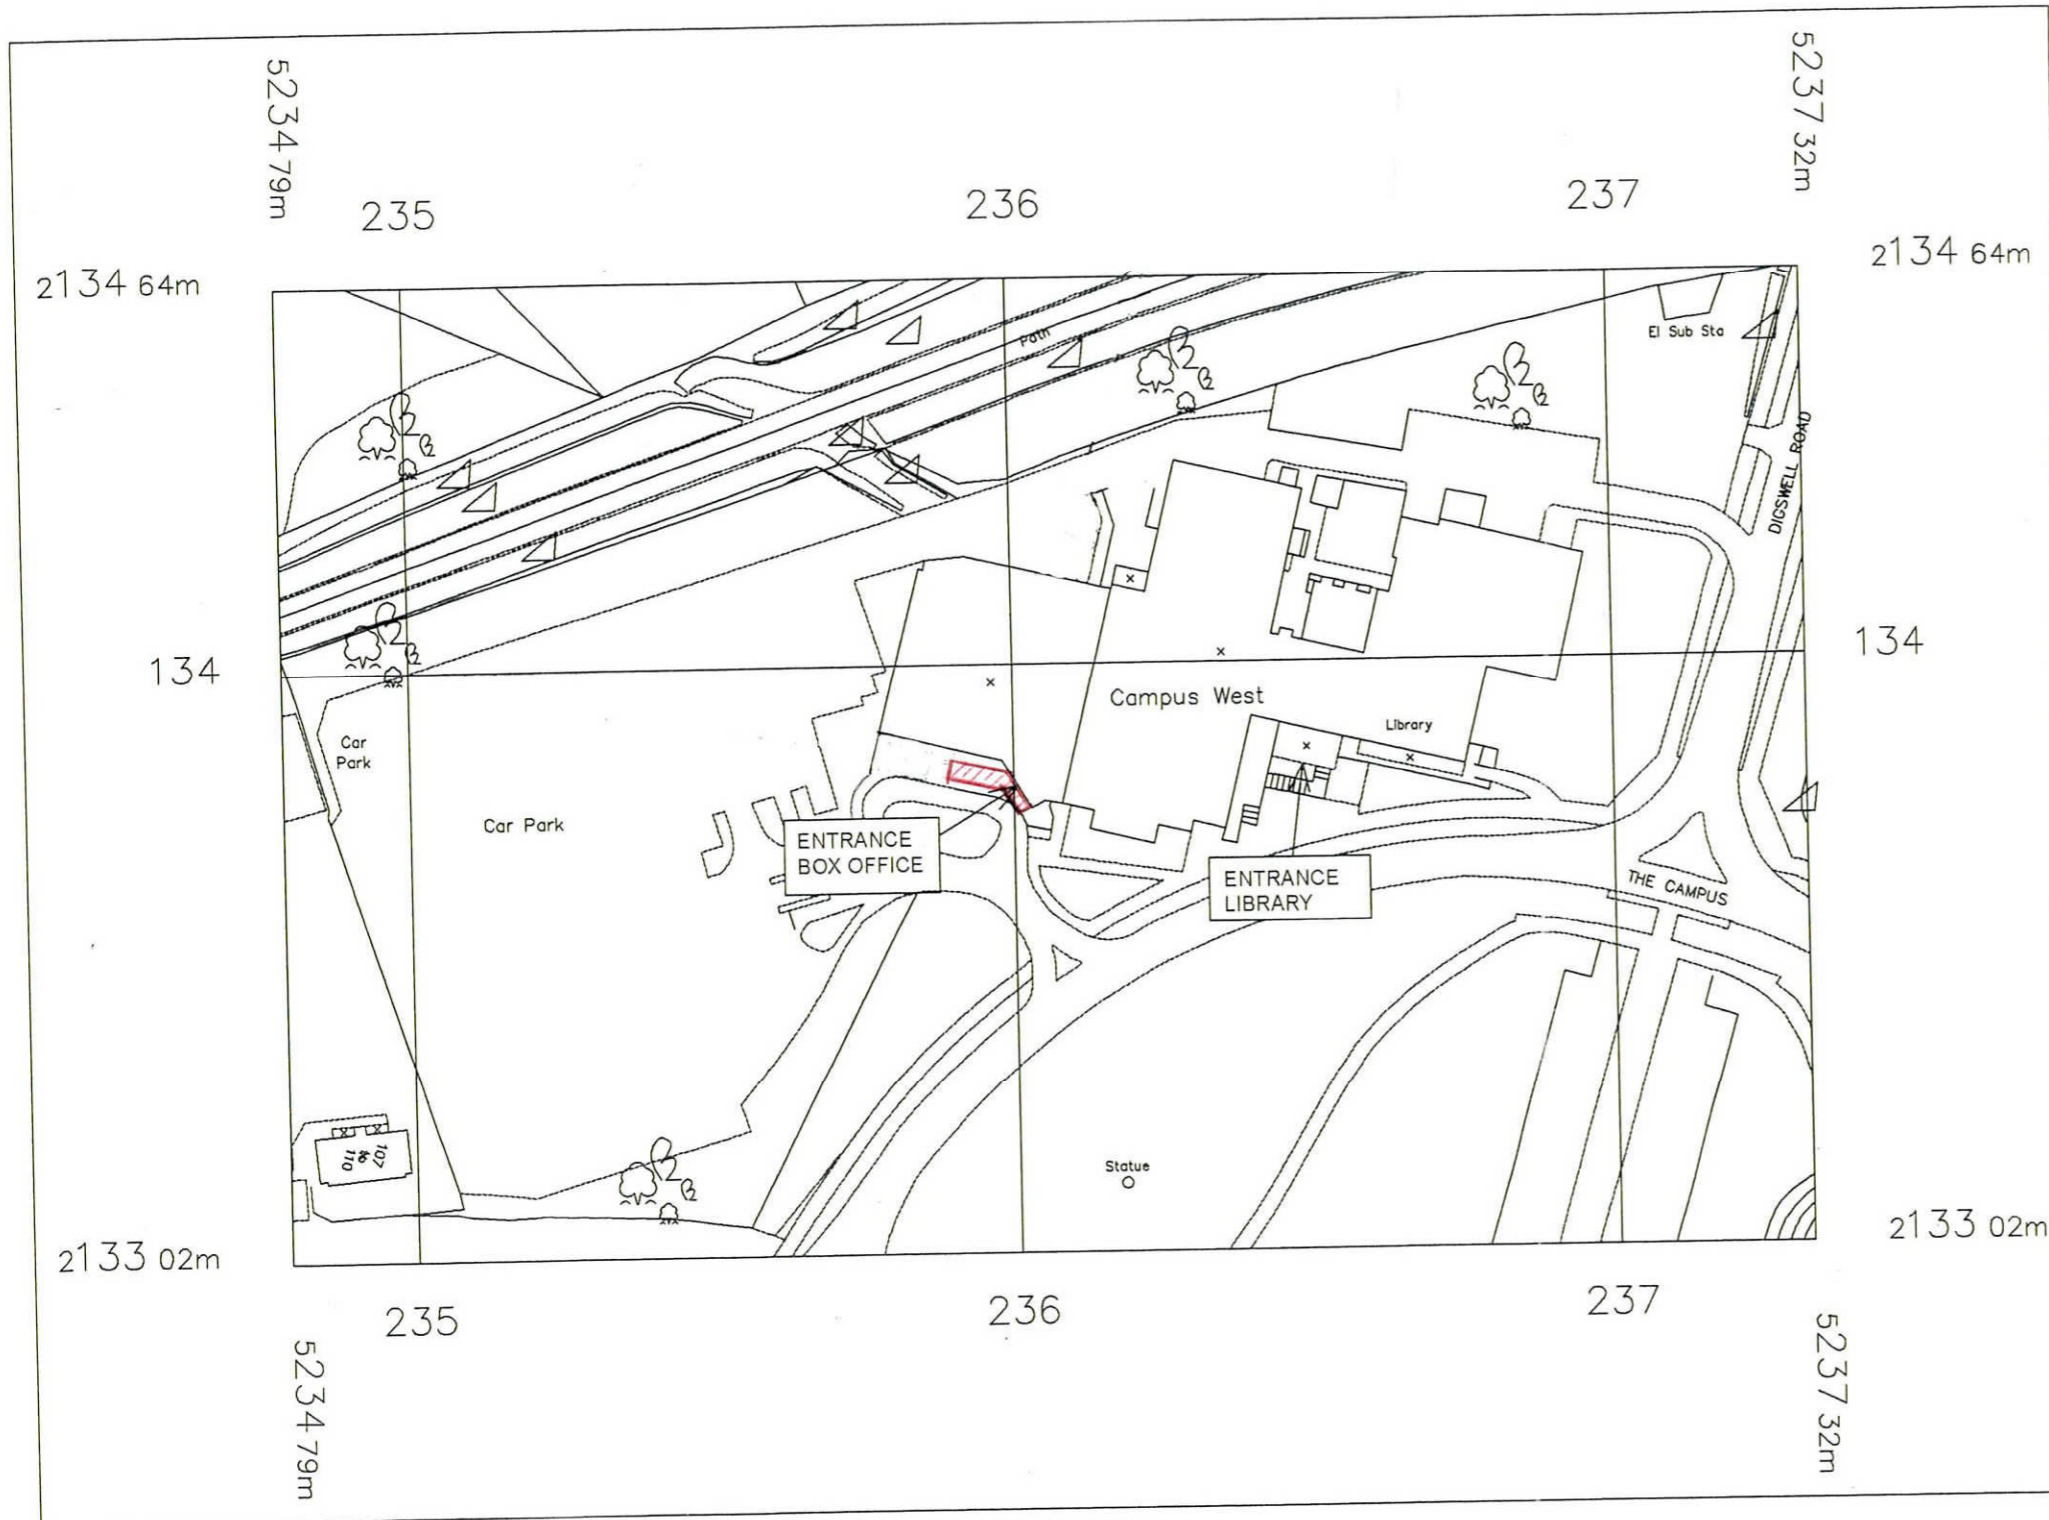 5234 79m
5237 32m
235
236
237
2134 64m
2134 64m
Path
El Sub Sta
DIGSWELL ROAD
134
134
Campus West
Library
Car
Park
Car Park
ENTRANCE
BOX OFFICE
ENTRANCE
LIBRARY
THE CAMPUS
107
to
110
Statue
2133 02m
2133 02m
235
236
237
5234 79m
5237 32m